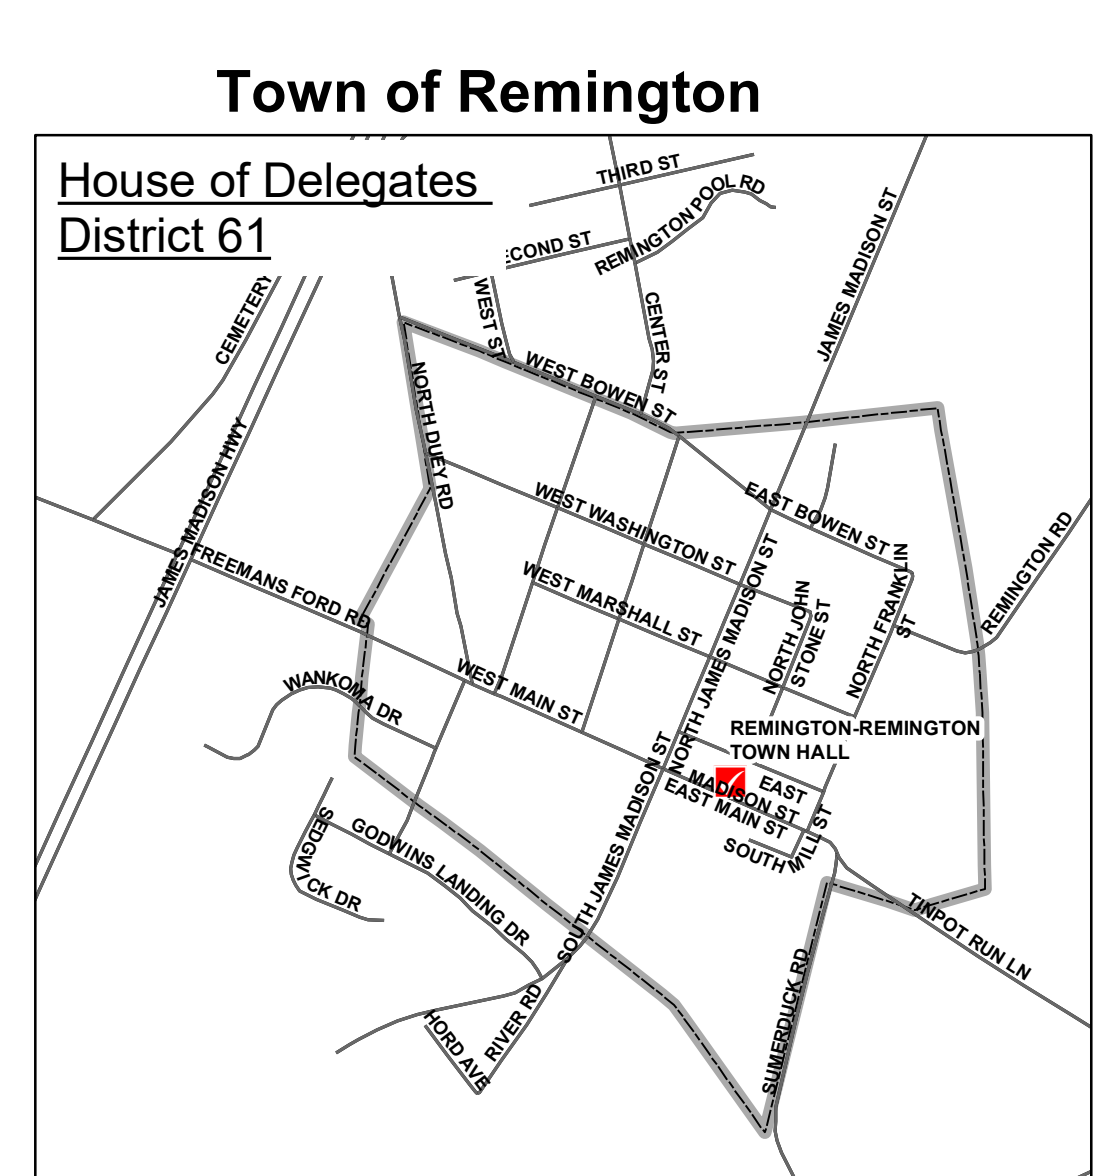 Town of Remington
House of Delegates
District 61
THIRD ST
REMINGTON POOL RD
ECOND ST
JAMES MADISON ST
CEMETERY
WEST ST
CENTER ST
WEST BOWEN ST
NORTH DUEY RD
JAMES MADISON HWY
WEST WASHINGTON ST
EAST BOWEN ST
REMINGTON RD
FREEMANS FORD RD
WEST MARSHALL ST
NORTH JAMES MADISON ST
NORTH JOHN
STONE ST
NORTH FRANKLIN
ST
WANKOMA DR
WEST MAIN ST
REMINGTON-REMINGTON
TOWN HALL
EAST
MADISON ST
EAST MAIN ST
SOUTH MILL ST
SOUTH JAMES MADISON ST
SEDGWICK DR
GODWINS LANDING DR
TINPOT RUN LN
SUMERDUCK RD
RIVER RD
HORD AVE